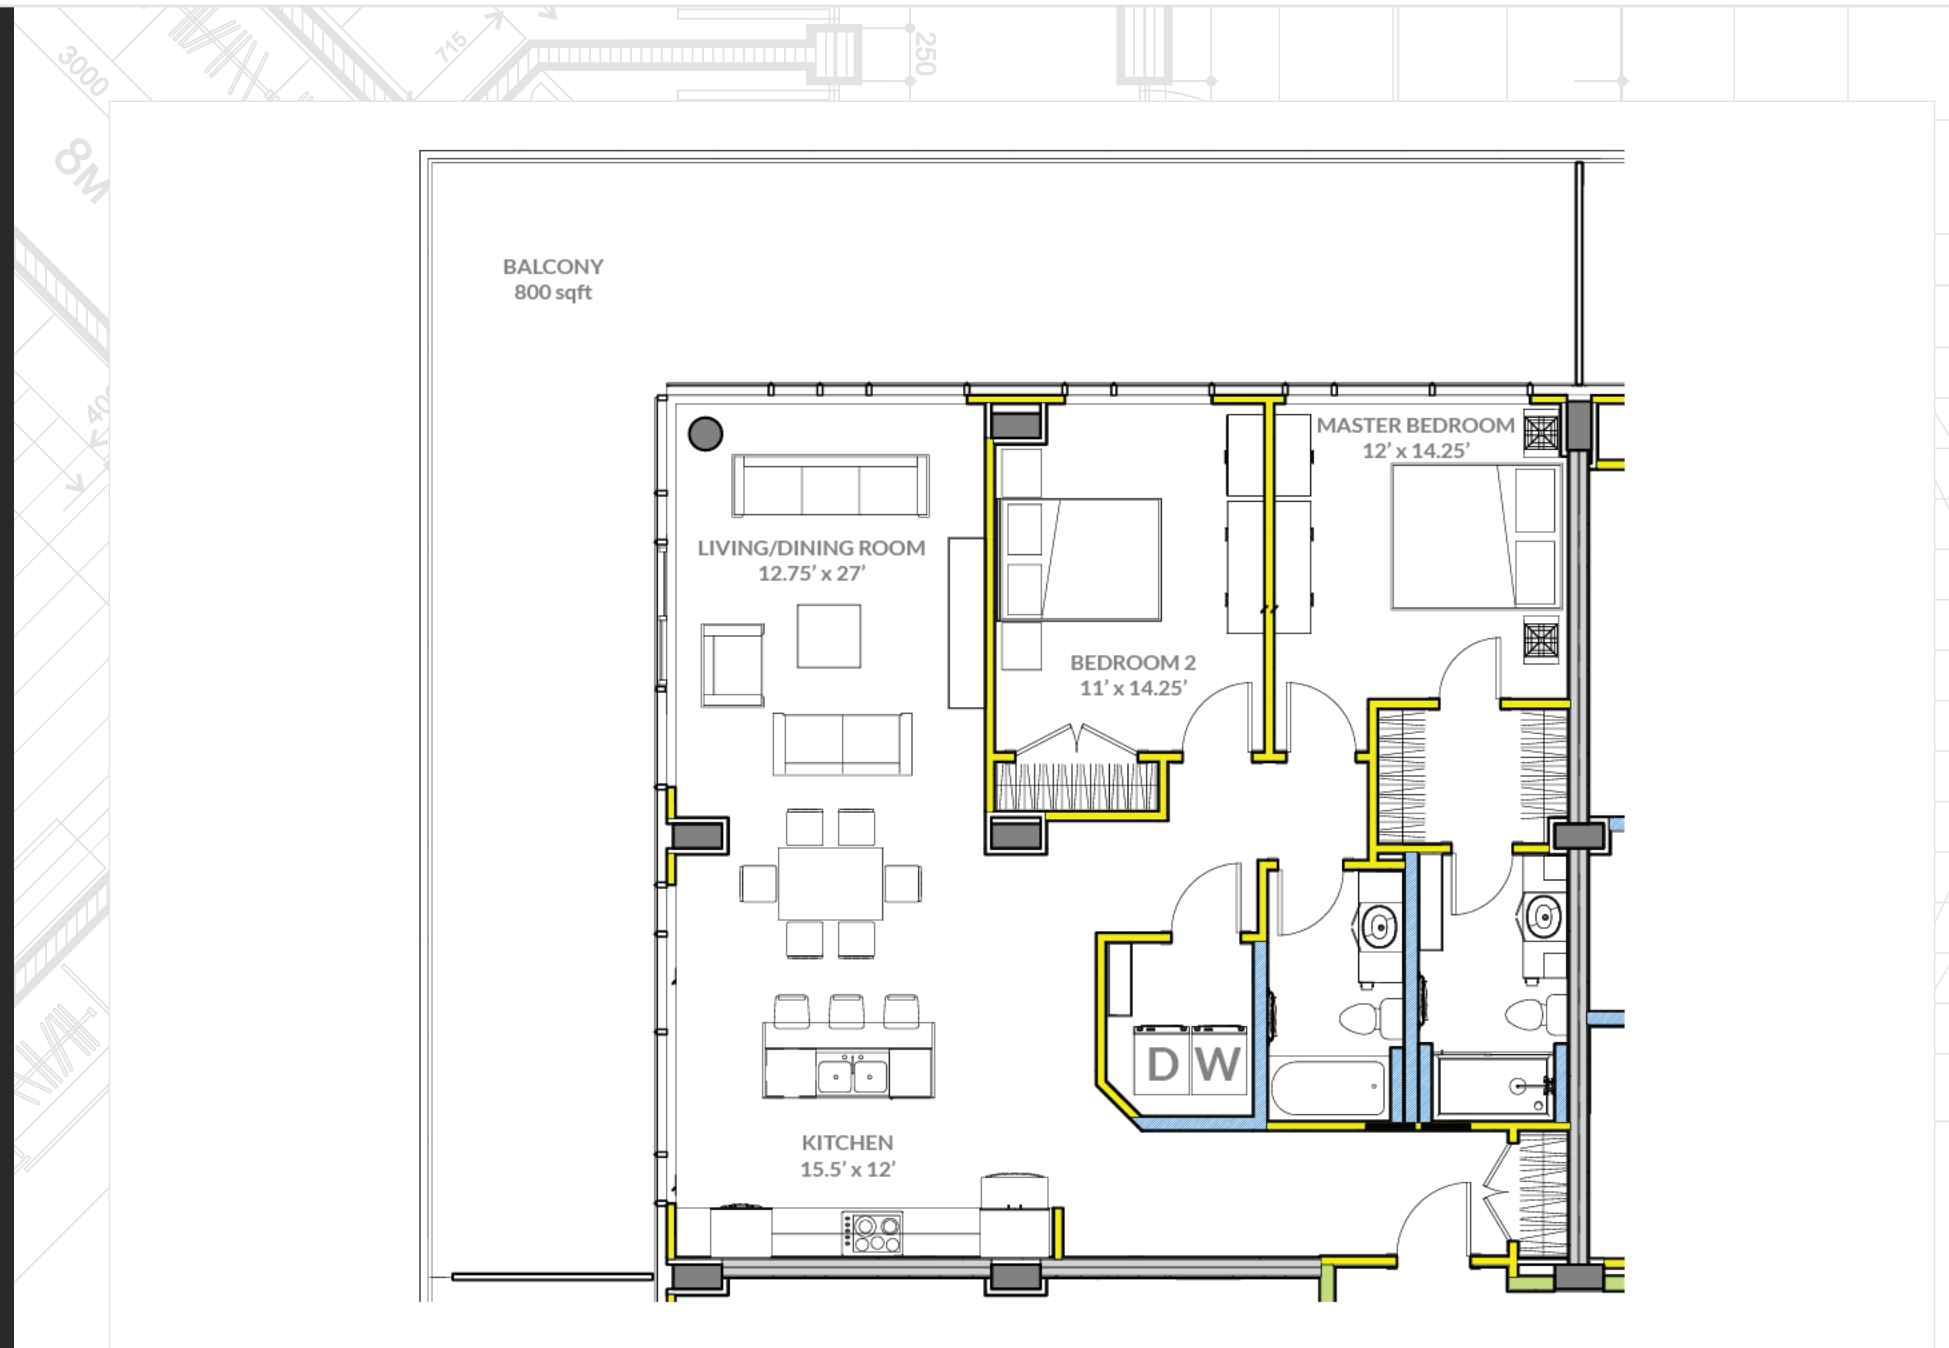 3000
715
250
8M
BALCONY
800 sqft
MASTER BEDROOM
12’ x 14.25’
LIVING/DINING ROOM
12.75’ x 27’
BEDROOM 2
11’ x 14.25’
D W
KITCHEN
15.5’ x 12’